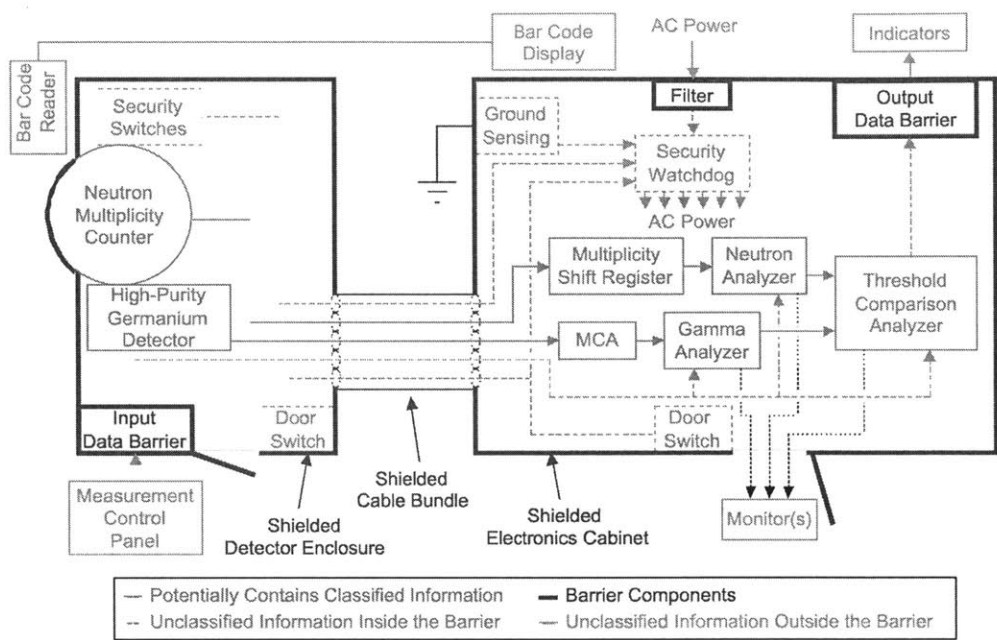 Bar Code
Display
AC Power
Indicators
Bar Code
Reader
Security
Switches
Ground
Sensing
Filter
Output
Data Barrier
Security
Watchdog
AC Power
Neutron
Multiplicity
Counter
Multiplicity
Shift Register
Neutron
Analyzer
Threshold
Comparison
Analyzer
High-Purity
Germanium
Detector
MCA
Gamma
Analyzer
Input
Data Barrier
Door
Switch
Door
Switch
Measurement
Control
Panel
Shielded
Detector Enclosure
Shielded
Cable Bundle
Shielded
Electronics Cabinet
Monitor(s)
Potentially Contains Classified Information
Barrier Components
Unclassified Information Inside the Barrier
Unclassified Information Outside the Barrier